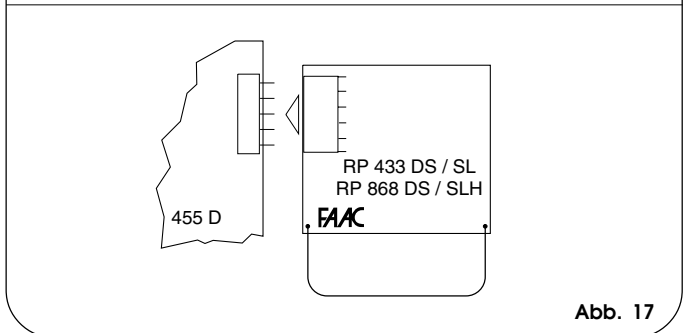 RP 433 DS / SL
RP 868 DS / SLH
455 D
FAAC
Abb. 17